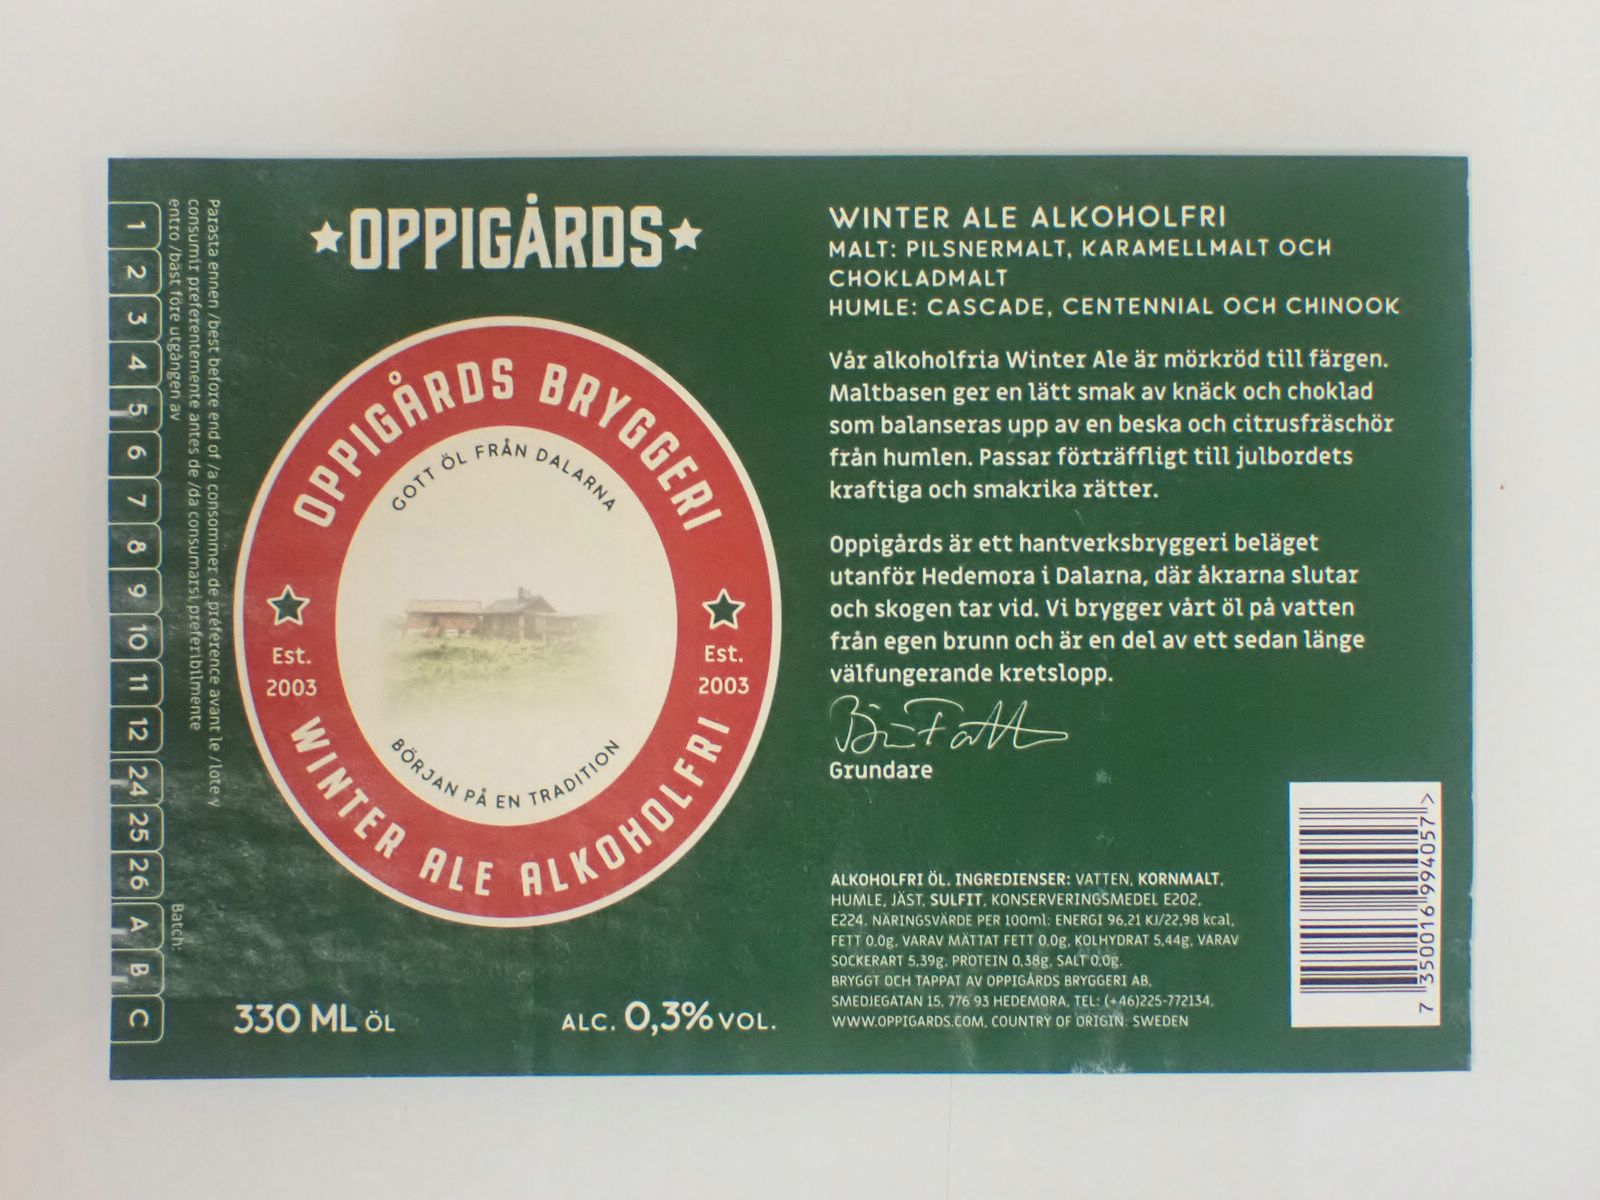 OPPIGÅRDS
OPPIGÅRDS BRYGGERI
GOTT ÖL FRÅN DALARNA
Est.
2003
Est.
2003
BÖRJAN PÅ EN TRADITION
WINTER ALE ALKOHOLFRI
330 ML ÖL
ALC. 0,3% VOL.
WINTER ALE ALKOHOLFRI
MALT: PILSNERMALT, KARAMELLMALT OCH
CHOKLADMALT
HUMLE: CASCADE, CENTENNIAL OCH CHINOOK
Vår alkoholfria Winter Ale är mörkröd till färgen.
Maltbasen ger en lätt smak av knäck och choklad
som balanseras upp av en beska och citrusfräschör
från humlen. Passar förträffligt till julbordets
kraftiga och smakrika rätter.
Oppigårds är ett hantverksbryggeri beläget
utanför Hedemora i Dalarna, där åkrarna slutar
och skogen tar vid. Vi brygger vårt öl på vatten
från egen brunn och är en del av ett sedan länge
välfungerande kretslopp.
Grundare
ALKOHOLFRI ÖL. INGREDIENSER: VATTEN, KORNMALT,
HUMLE, JÄST, SULFIT, KONSERVERINGSMEDEL E202,
E224. NÄRINGSVÄRDE PER 100ml: ENERGI 96,21 KJ/22,98 kcal,
FETT 0.0g, VARAV MÄTTAT FETT 0.0g, KOLHYDRAT 5,44g, VARAV
SOCKERART 5,39g, PROTEIN 0,38g, SALT 0,0g.
BRYGGT OCH TAPPAT AV OPPIGÅRDS BRYGGERI AB,
SMEDJEGATAN 15, 776 93 HEDEMORA, TEL: (+46)225-772134,
WWW.OPPIGARDS.COM, COUNTRY OF ORIGIN: SWEDEN
7 350016 994057 >
Parasta ennen /best before end of /a consommer de préférence avant le /lote y
consumir preferentemente antes de /da consumarsi preferibilmente
entro /bäst före utgången av
Batch:
1
2
3
4
5
6
7
8
9
10
11
12
24
25
26
A
B
C